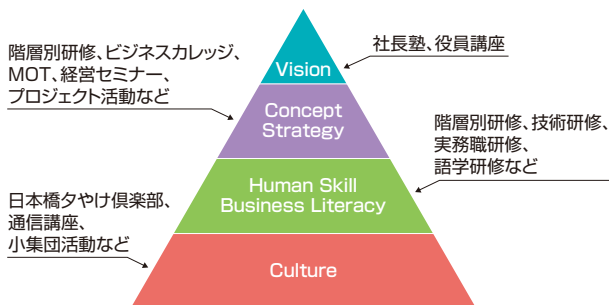 階層別研修、ビジネスカレッジ、
MOT、経営セミナー、
プロジェクト活動など
社長塾、役員講座
Vision
Concept
Strategy
階層別研修、技術研修、
実務職研修、
語学研修など
Human Skill
Business Literacy
日本橋夕やけ倶楽部、
通信講座、
小集団活動など
Culture